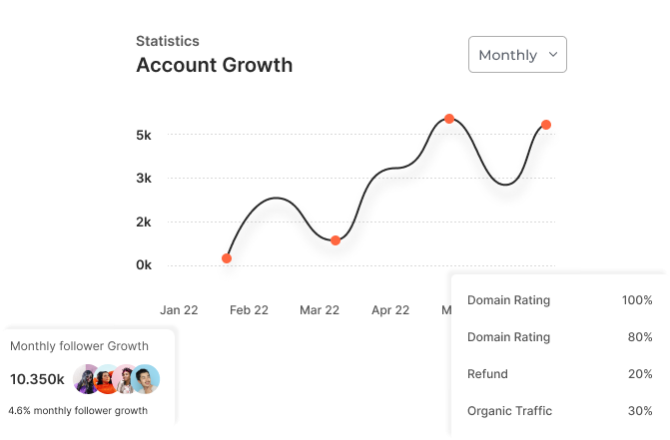 Statistics
Account Growth
Monthly
5k
3k
2k
0k
Jan 22
Feb 22
Mar 22
Apr 22
M
Domain Rating 100%
Domain Rating 80%
Refund 20%
Organic Traffic 30%
Monthly follower Growth
10.350k
4.6% monthly follower growth